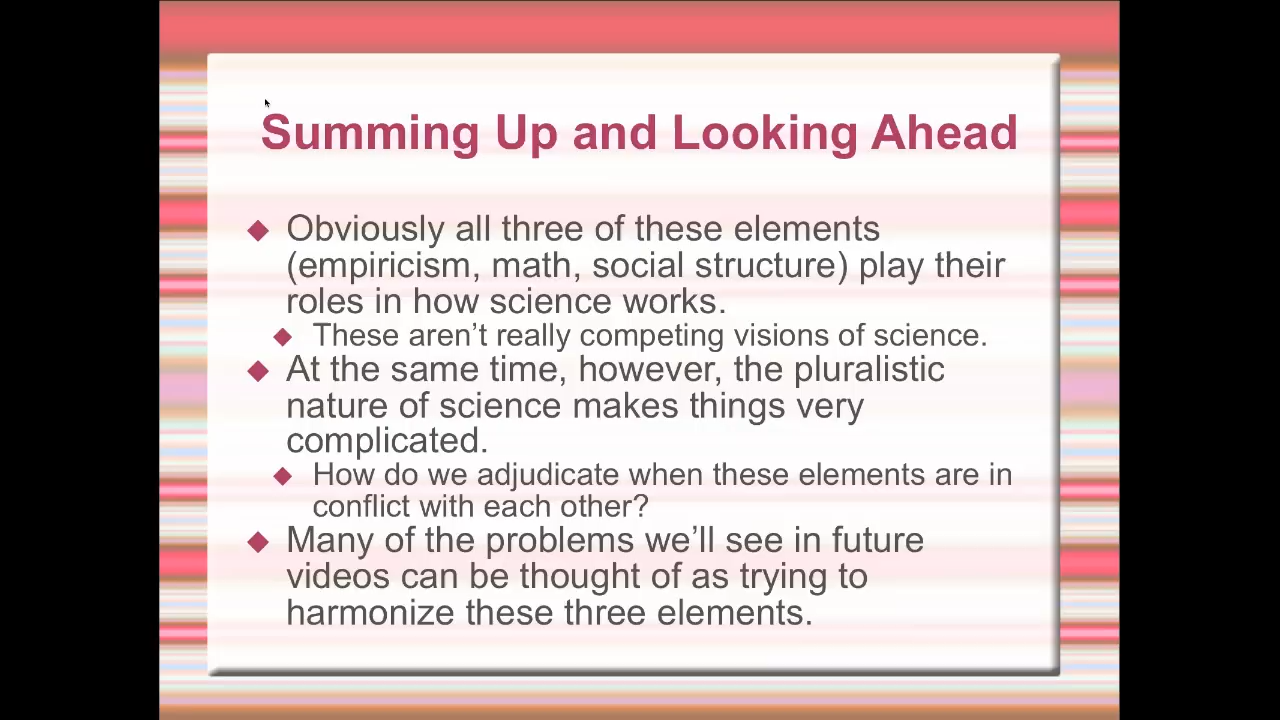 Summing Up and Looking Ahead
Obviously all three of these elements
(empiricism, math, social structure) play their
roles in how science works.
These aren’t really competing visions of science.
At the same time, however, the pluralistic
nature of science makes things very
complicated.
How do we adjudicate when these elements are in
conflict with each other?
Many of the problems we’ll see in future
videos can be thought of as trying to
harmonize these three elements.